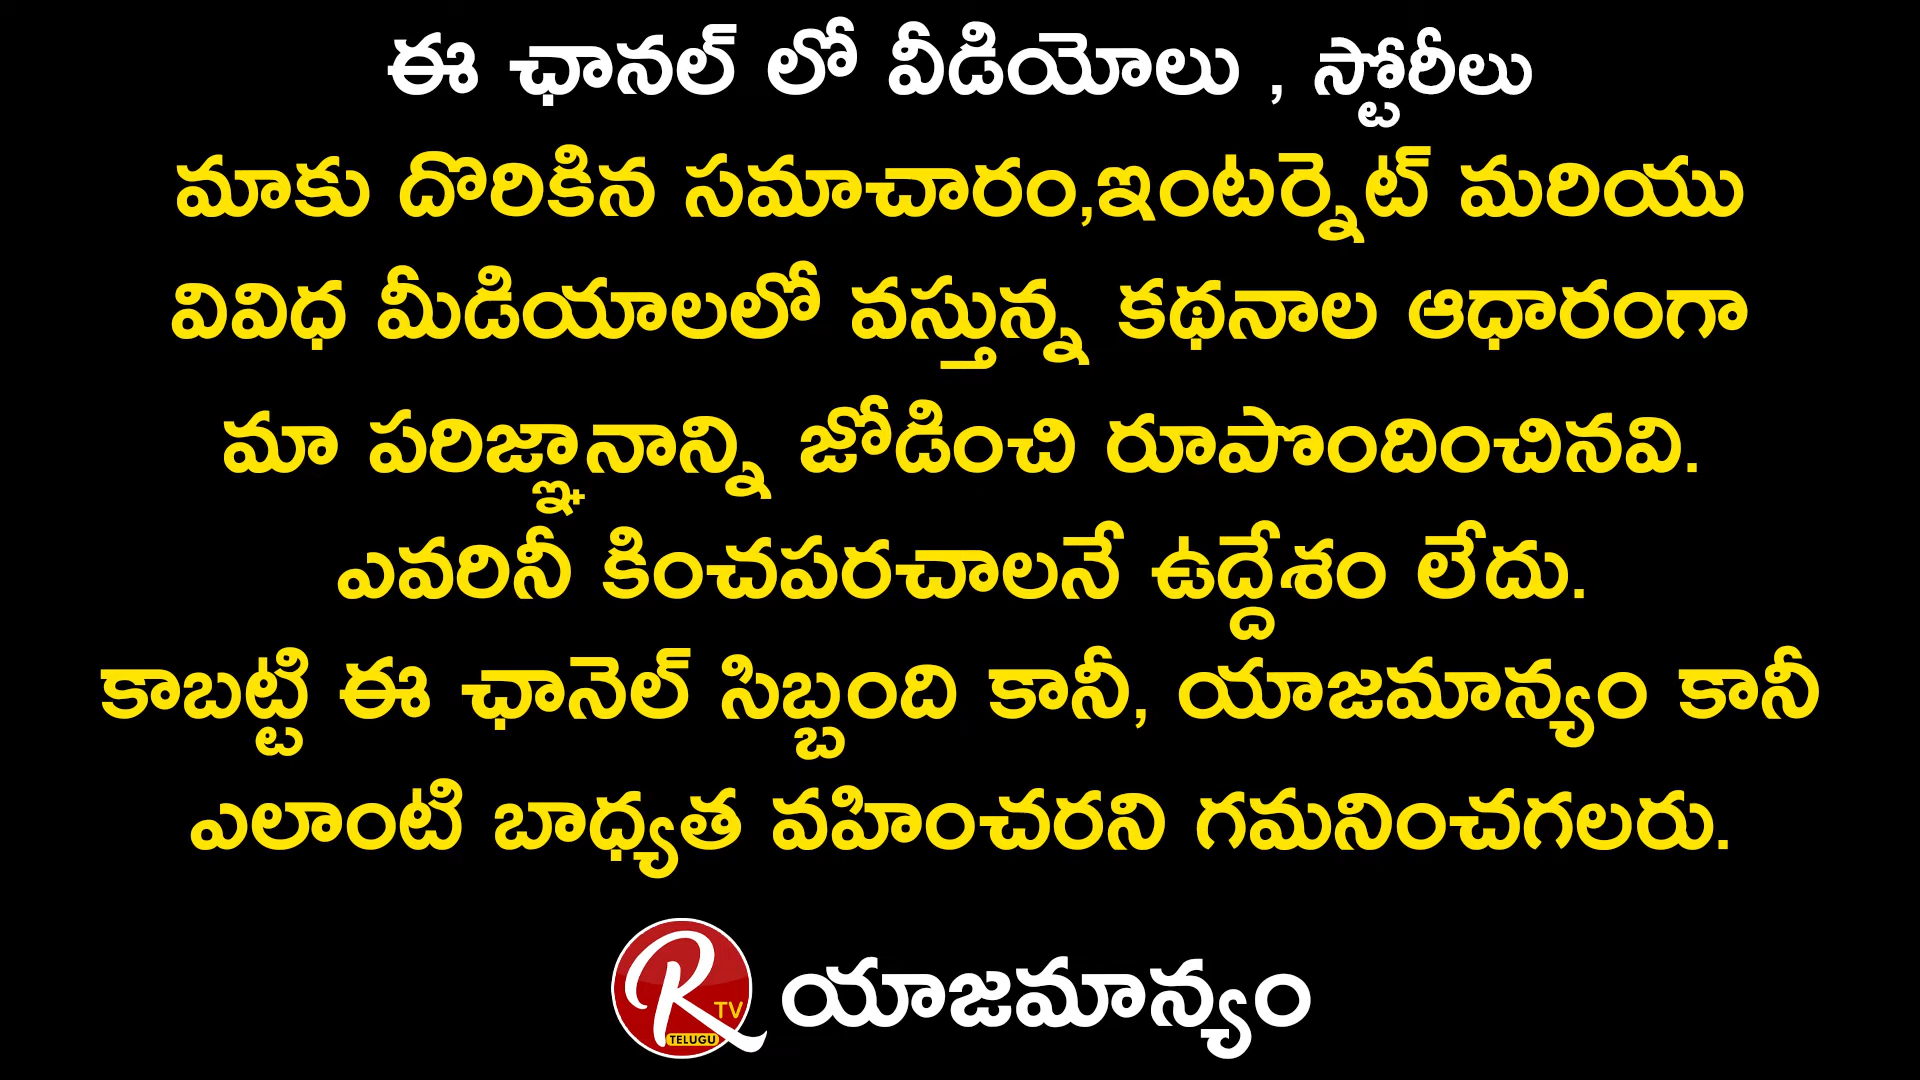 ఈ ఛానల్ లో వీడియోలు , స్టోరీలు
మాకు దొరికిన సమాచారం,ఇంటర్నెట్ మరియు
వివిధ మీడియాలలో వస్తున్న కథనాల ఆధారంగా
మా పరిజ్ఞానాన్ని జోడించి రూపొందించినవి.
ఎవరినీ కించపరచాలనే ఉద్దేశం లేదు.
కాబట్టి ఈ ఛానెల్ సిబ్బంది కానీ, యాజమాన్యం కానీ
ఎలాంటి బాధ్యత వహించరని గమనించగలరు.
R TV TELUGU యాజమాన్యం